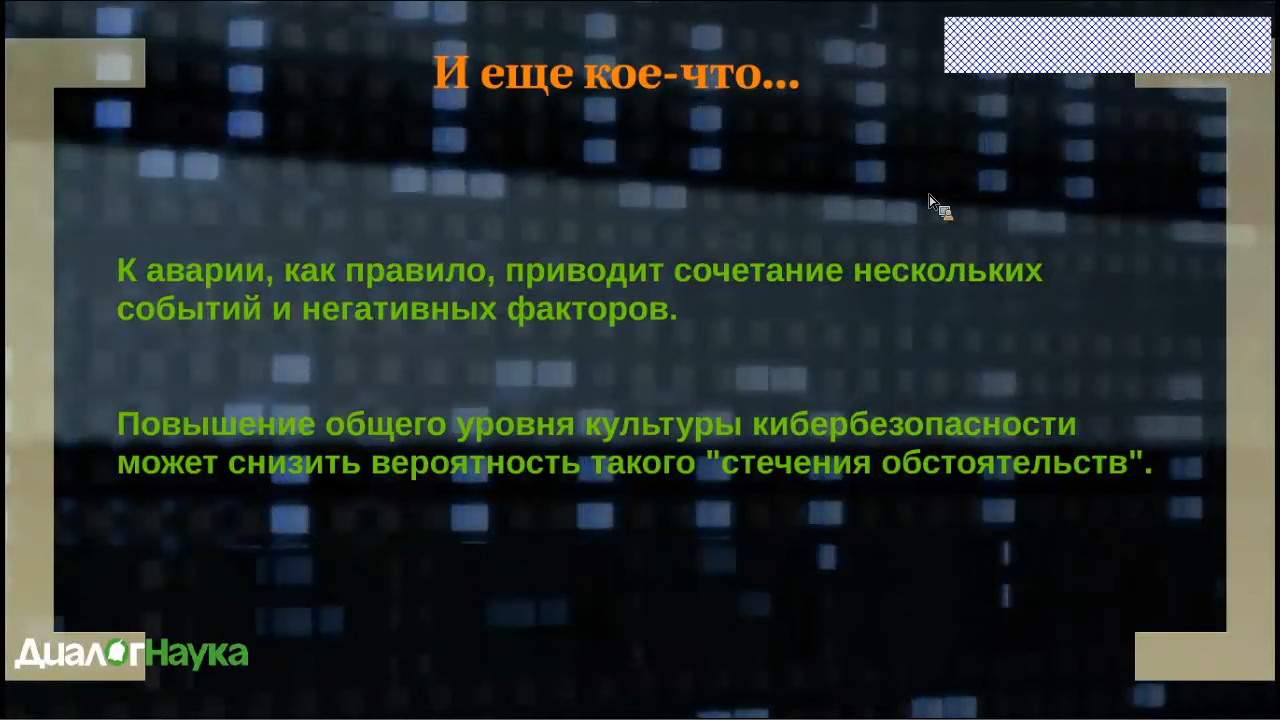 И еще кое-что...
К аварии, как правило, приводит сочетание нескольких
событий и негативных факторов.
Повышение общего уровня культуры кибербезопасности
может снизить вероятность такого "стечения обстоятельств".
ДиалогНаука